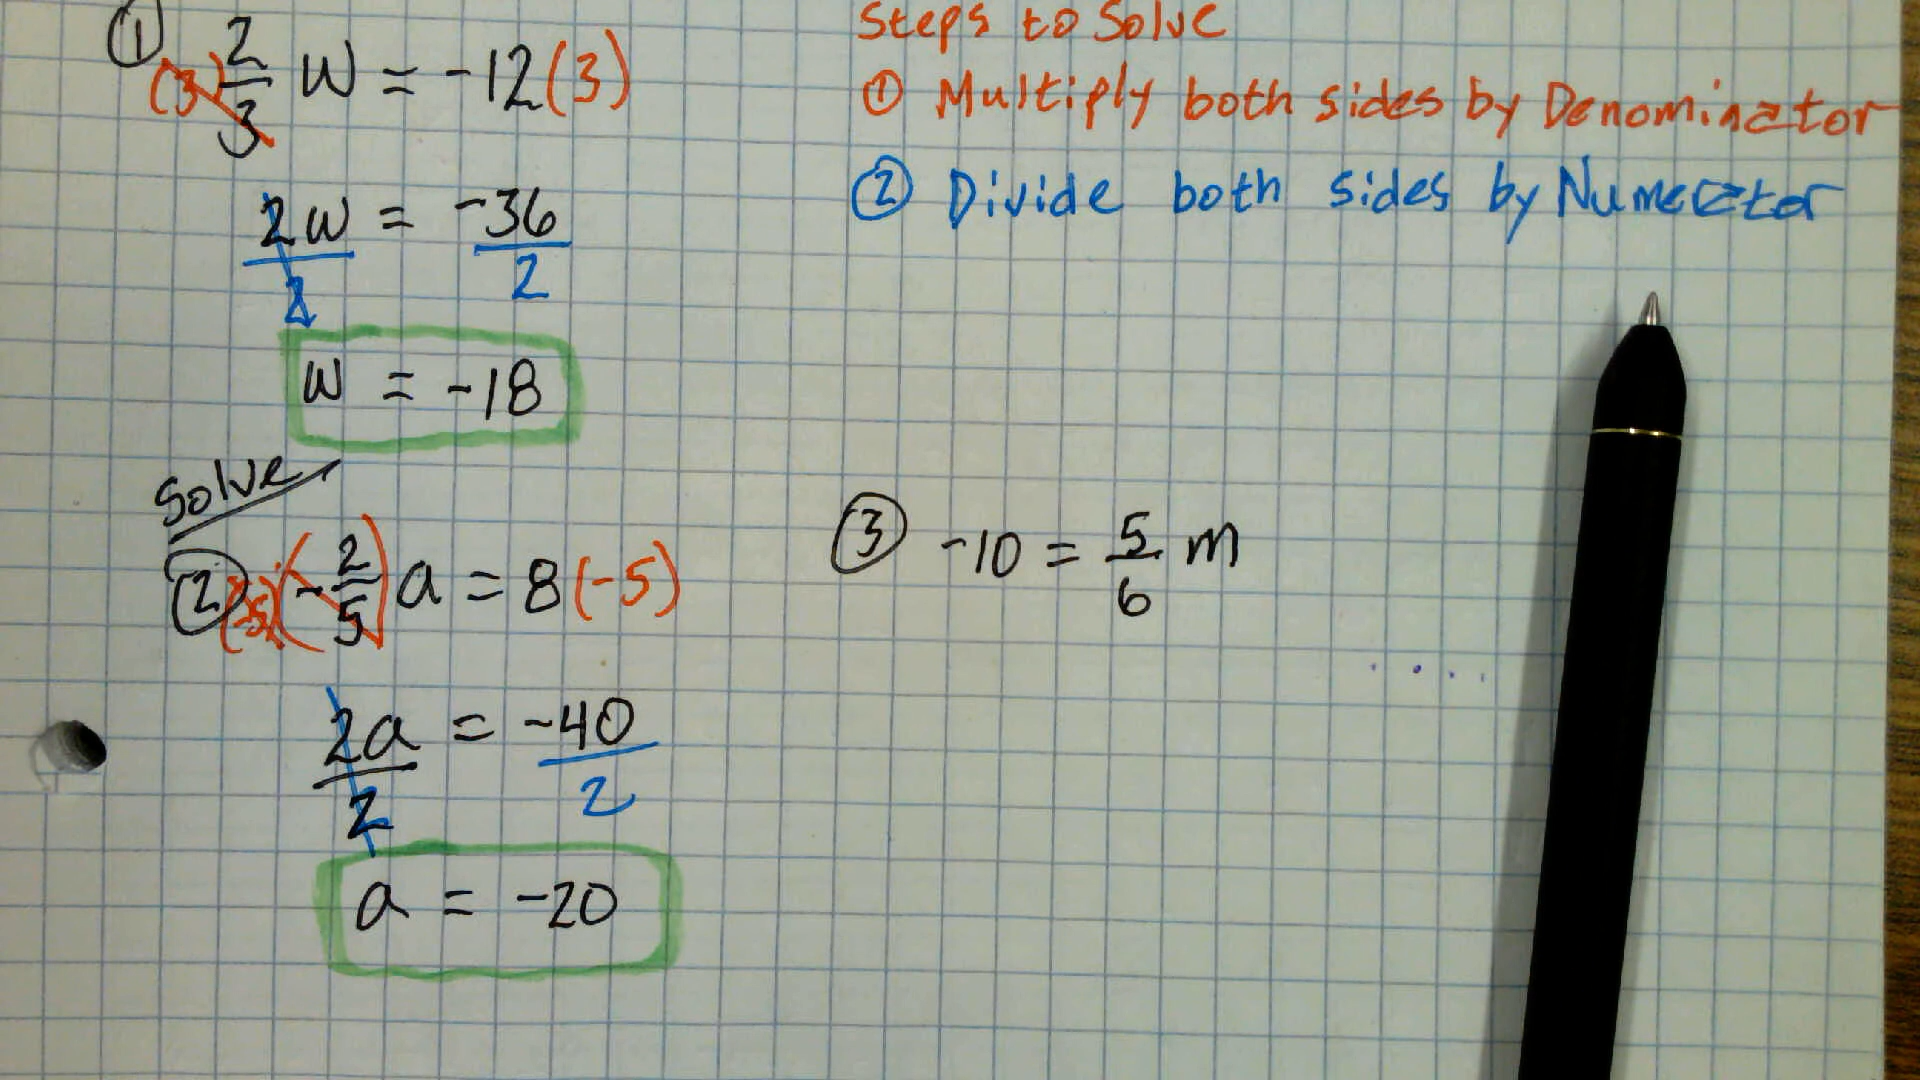 ① (3) 2/3 W = -12(3)
2W/2 = -36/2
W = -18
Solve
② (-5)(-2/5)a = 8(-5)
2a/2 = -40/2
a = -20
Steps to Solve
① Multiply both sides by Denominator
② Divide both sides by Numerator
③ -10 = 5/6 m